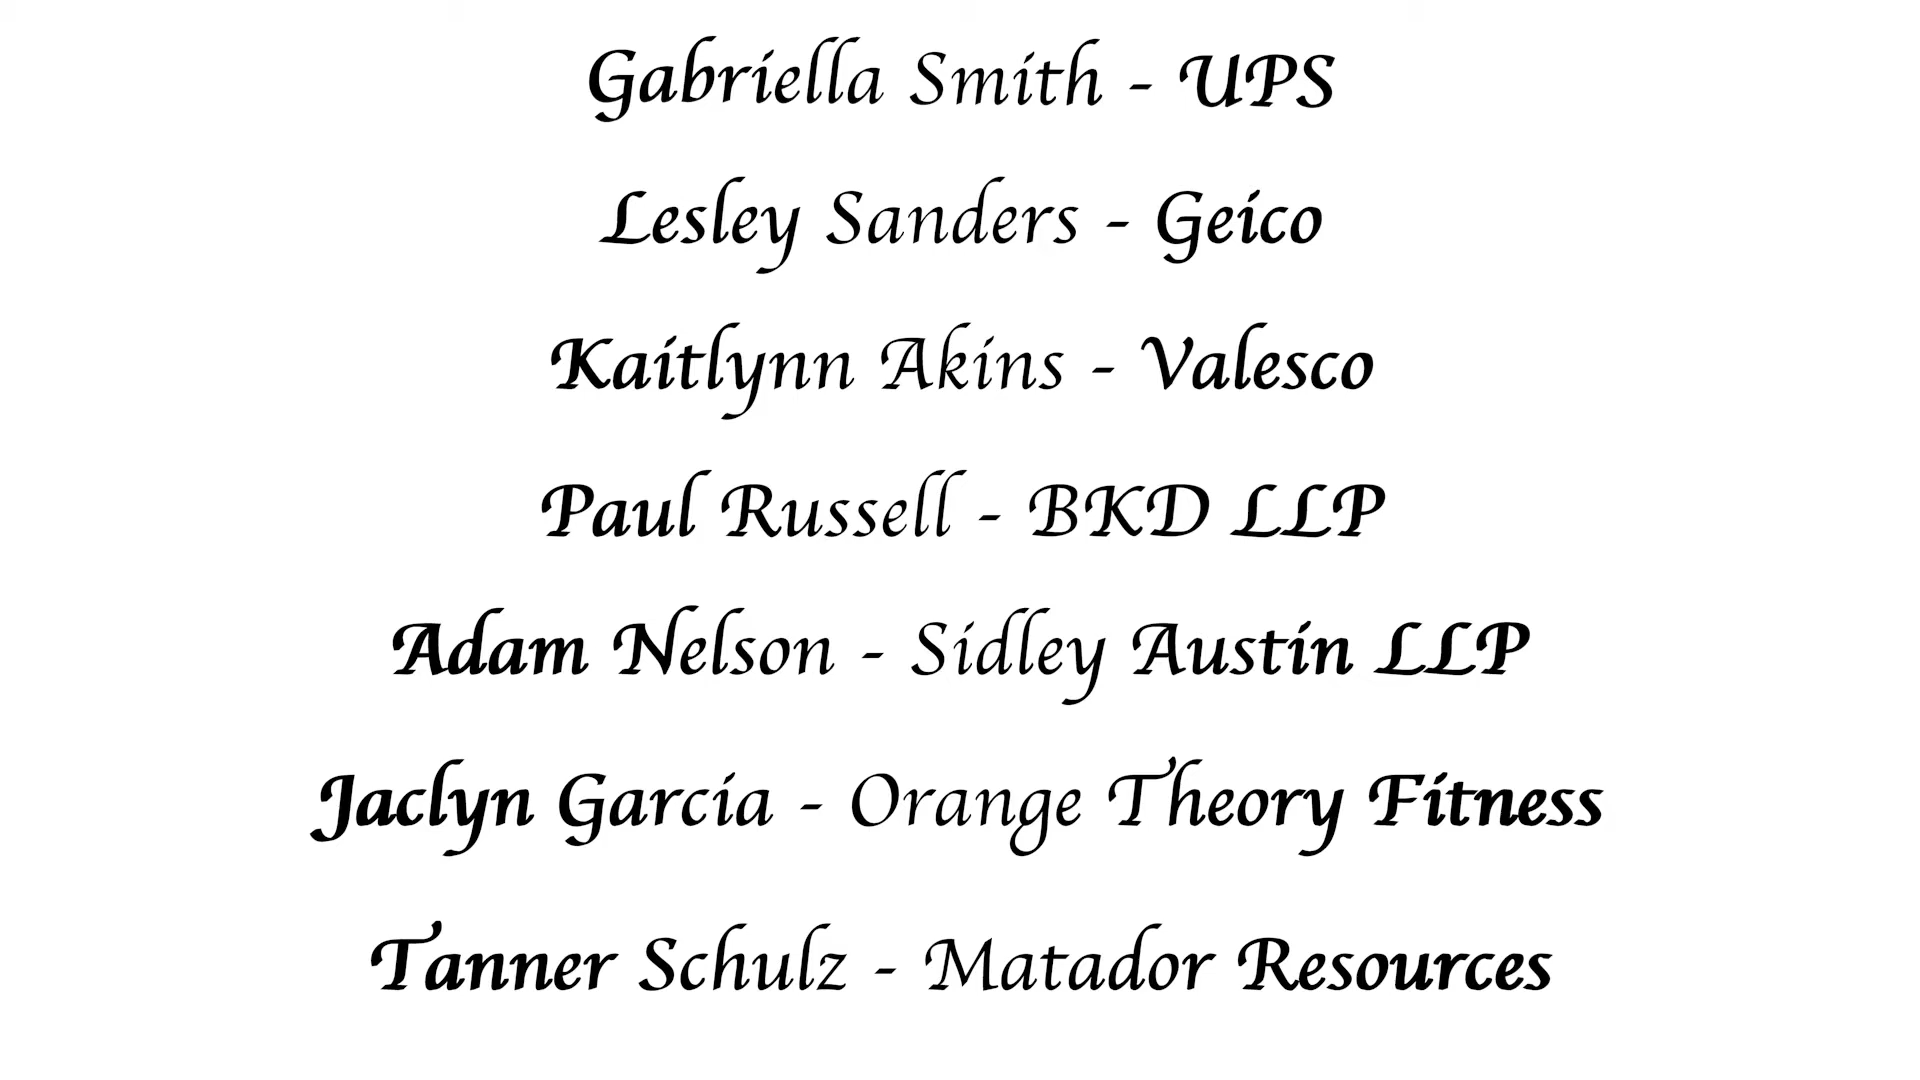 Gabriella Smith - UPS
Lesley Sanders - Geico
Kaitlynn Akins - Valesco
Paul Russell - BKD LLP
Adam Nelson - Sidley Austin LLP
Jaclyn Garcia - Orange Theory Fitness
Tanner Schulz - Matador Resources